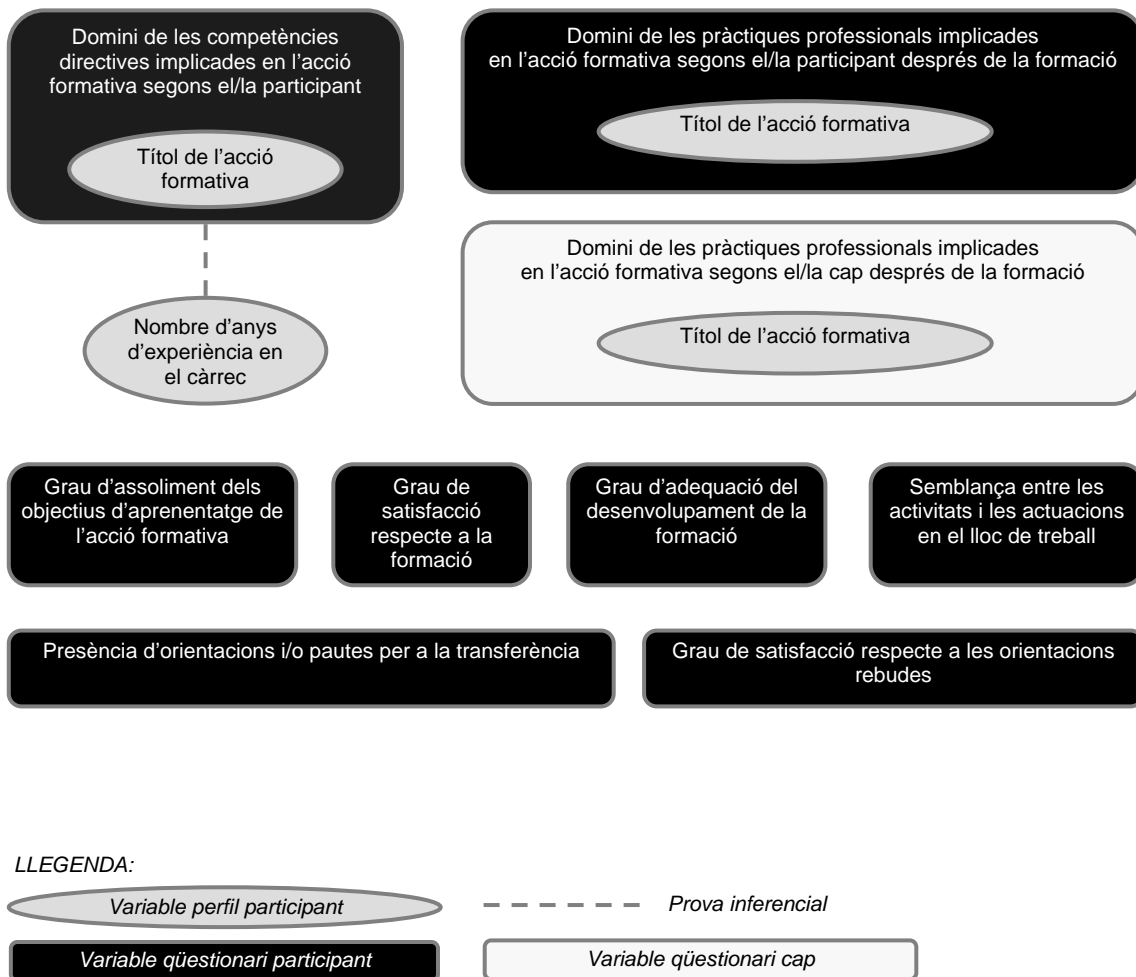 Domini de les competències
directives implicades en l'acció
formativa segons el/la participant
Títol de l'acció
formativa
Domini de les pràctiques professionals implicades
en l'acció formativa segons el/la participant després de la formació
Títol de l'acció formativa
Nombre d'anys
d'experiència en
el càrrec
Domini de les pràctiques professionals implicades
en l'acció formativa segons el/la cap després de la formació
Títol de l'acció formativa
Grau d'assoliment dels
objectius d'aprenentatge de
l'acció formativa
Grau de
satisfacció
respecte a la
formació
Grau d'adequació del
desenvolupament de la
formació
Semblança entre les
activitats i les actuacions
en el lloc de treball
Presència d'orientacions i/o pautes per a la transferència
Grau de satisfacció respecte a les orientacions
rebudes
LLEGENDA:
Variable perfil participant
Prova inferencial
Variable qüestionari participant
Variable qüestionari cap